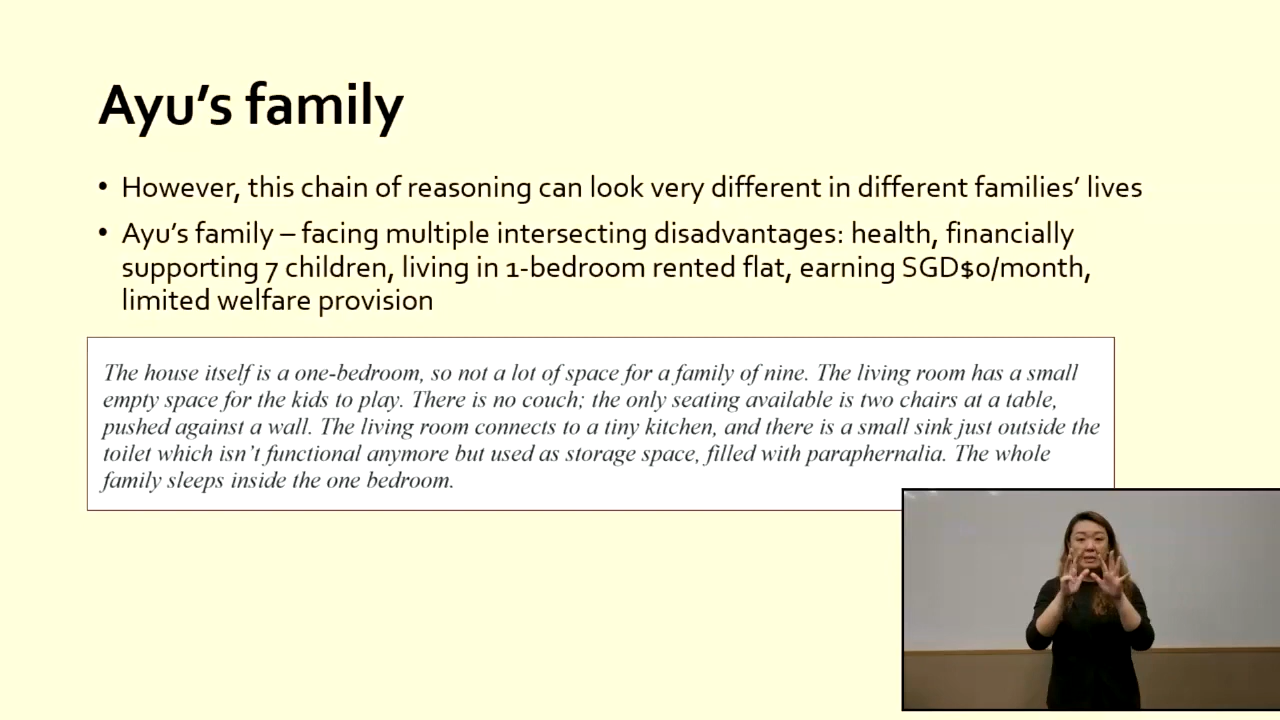 Ayu's family
• However, this chain of reasoning can look very different in different families' lives
• Ayu's family – facing multiple intersecting disadvantages: health, financially
supporting 7 children, living in 1-bedroom rented flat, earning SGD$0/month,
limited welfare provision
The house itself is a one-bedroom, so not a lot of space for a family of nine. The living room has a small
empty space for the kids to play. There is no couch; the only seating available is two chairs at a table,
pushed against a wall. The living room connects to a tiny kitchen, and there is a small sink just outside the
toilet which isn't functional anymore but used as storage space, filled with paraphernalia. The whole
family sleeps inside the one bedroom.